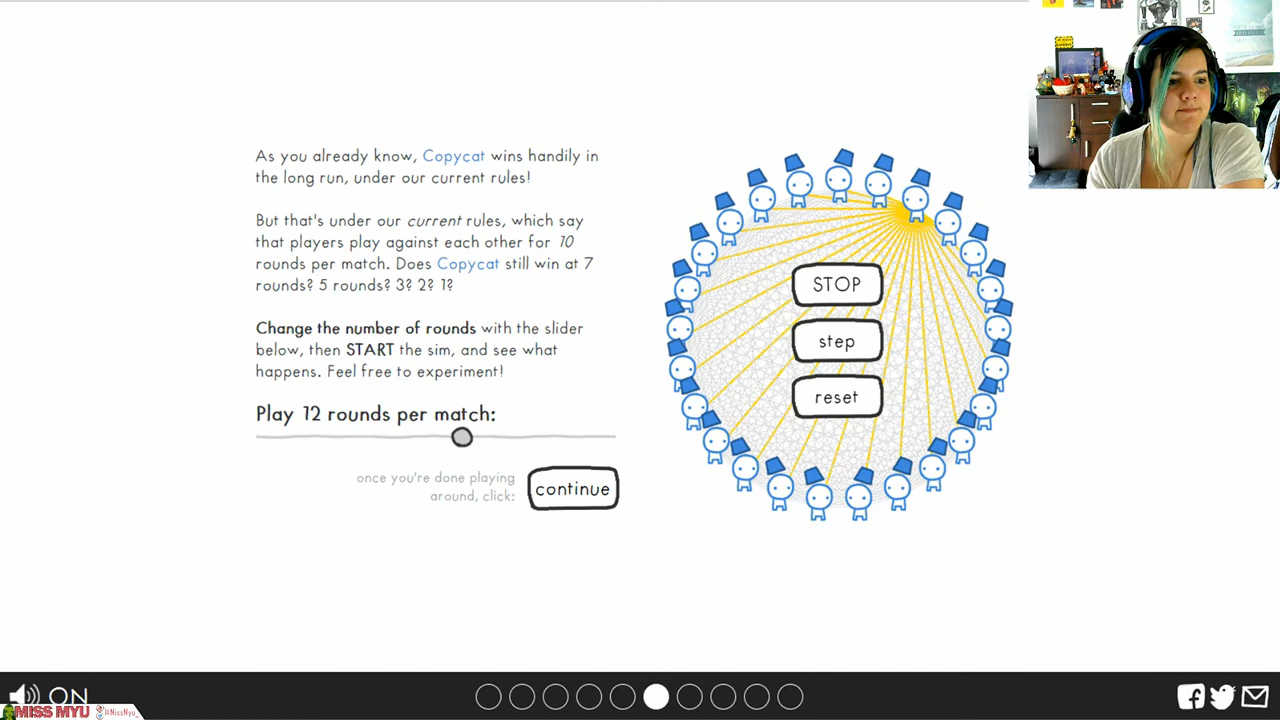 As you already know, Copycat wins handily in
the long run, under our current rules!
But that's under our current rules, which say
that players play against each other for 10
rounds per match. Does Copycat still win at 7
rounds? 5 rounds? 3? 2? 1?
Change the number of rounds with the slider
below, then START the sim, and see what
happens. Feel free to experiment!
Play 12 rounds per match:
once you're done playing
around, click:
continue
STOP
step
reset
ON
MISS MYU
@MissMyu_